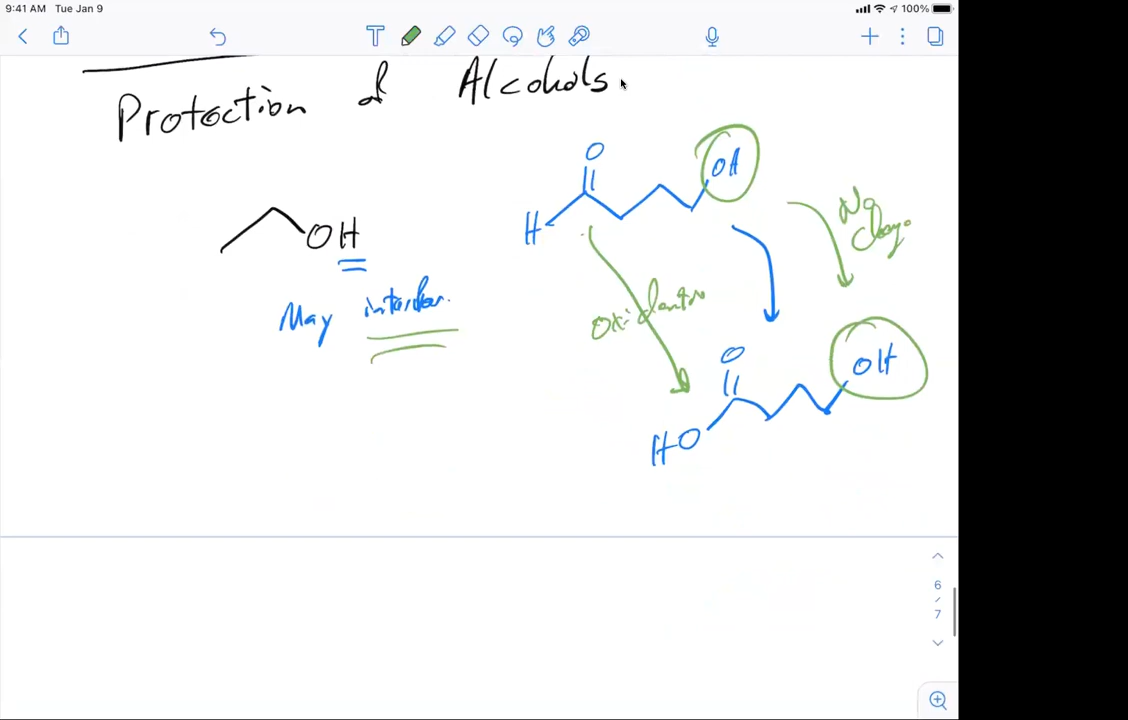 9:41 AM Tue Jan 9
100%
T
Protection of Alcohols
O
OH
H
No
change
OH
May interfere.
Oxidation
O
OH
HO
6
/
7